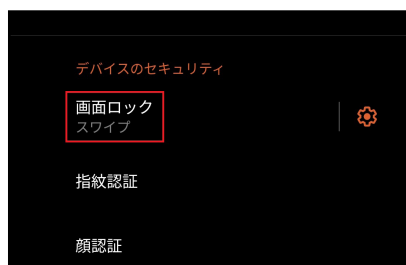 デバイスのセキュリティ
画面ロック
スワイプ
指紋認証
顔認証